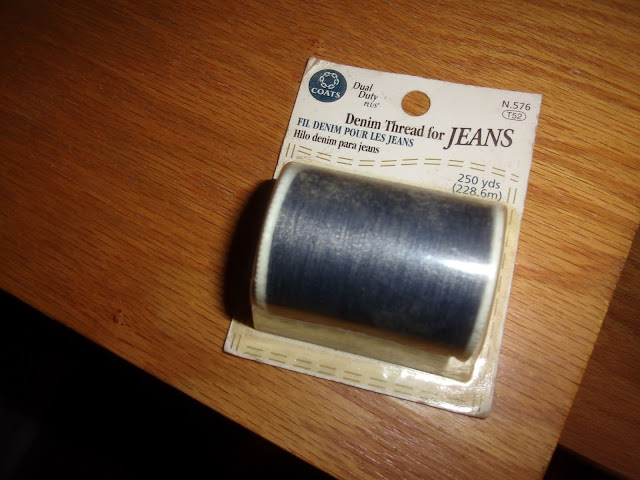 COATS
Dual
Duty
PLUS®
N.576
T52
Denim Thread for JEANS
FIL DENIM POUR LES JEANS
Hilo denim para jeans
250 yds
(228.6m)